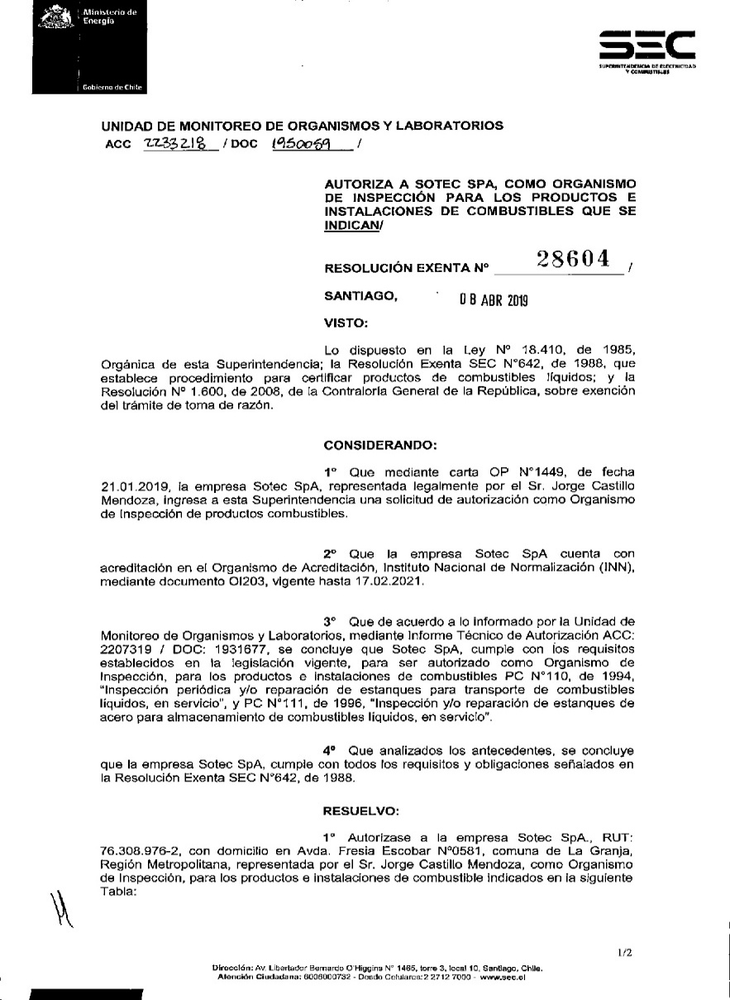 Ministerio de
Energía
Gobierno de Chile
SEC
SUPERINTENDENCIA DE ELECTRICIDAD
Y COMBUSTIBLES
UNIDAD DE MONITOREO DE ORGANISMOS Y LABORATORIOS
ACC 2233218 / DOC 1950059 /
AUTORIZA A SOTEC SPA, COMO ORGANISMO
DE INSPECCIÓN PARA LOS PRODUCTOS E
INSTALACIONES DE COMBUSTIBLES QUE SE
INDICAN/
RESOLUCIÓN EXENTA Nº 28604 /
SANTIAGO, 08 ABR 2019
VISTO:
Lo dispuesto en la Ley Nº 18.410, de 1985,
Orgánica de esta Superintendencia; la Resolución Exenta SEC N°642, de 1988, que
establece procedimiento para certificar productos de combustibles líquidos; y la
Resolución Nº 1.600, de 2008, de la Contraloría General de la República, sobre exención
del trámite de toma de razón.
CONSIDERANDO:
1º Que mediante carta OP N°1449, de fecha
21.01.2019, la empresa Sotec SpA, representada legalmente por el Sr. Jorge Castillo
Mendoza, ingresa a esta Superintendencia una solicitud de autorización como Organismo
de Inspección de productos combustibles.
2º Que la empresa Sotec SpA cuenta con
acreditación en el Organismo de Acreditación, Instituto Nacional de Normalización (INN),
mediante documento OI203, vigente hasta 17.02.2021.
3º Que de acuerdo a lo informado por la Unidad de
Monitoreo de Organismos y Laboratorios, mediante Informe Técnico de Autorización ACC:
2207319 / DOC: 1931677, se concluye que Sotec SpA, cumple con los requisitos
establecidos en la legislación vigente, para ser autorizado como Organismo de
Inspección, para los productos e instalaciones de combustibles PC N°110, de 1994,
"Inspección periódica y/o reparación de estanques para transporte de combustibles
líquidos, en servicio", y PC N°111, de 1996, "Inspección y/o reparación de estanques de
acero para almacenamiento de combustibles líquidos, en servicio".
4º Que analizados los antecedentes, se concluye
que la empresa Sotec SpA, cumple con todos los requisitos y obligaciones señalados en
la Resolución Exenta SEC N°642, de 1988.
RESUELVO:
1º Autorízase a la empresa Sotec SpA., RUT:
76.308.976-2, con domicilio en Avda. Fresia Escobar Nº0581, comuna de La Granja,
Región Metropolitana, representada por el Sr. Jorge Castillo Mendoza, como Organismo
de Inspección, para los productos e instalaciones de combustible indicados en la siguiente
Tabla:
1/2
Dirección: Av. Libertador Bernardo O'Higgins Nº 1465, torre 3, local 10, Santiago, Chile.
Atención Ciudadana: 6006000732 - Desde Celulares: 2 2712 7000 - www.sec.cl